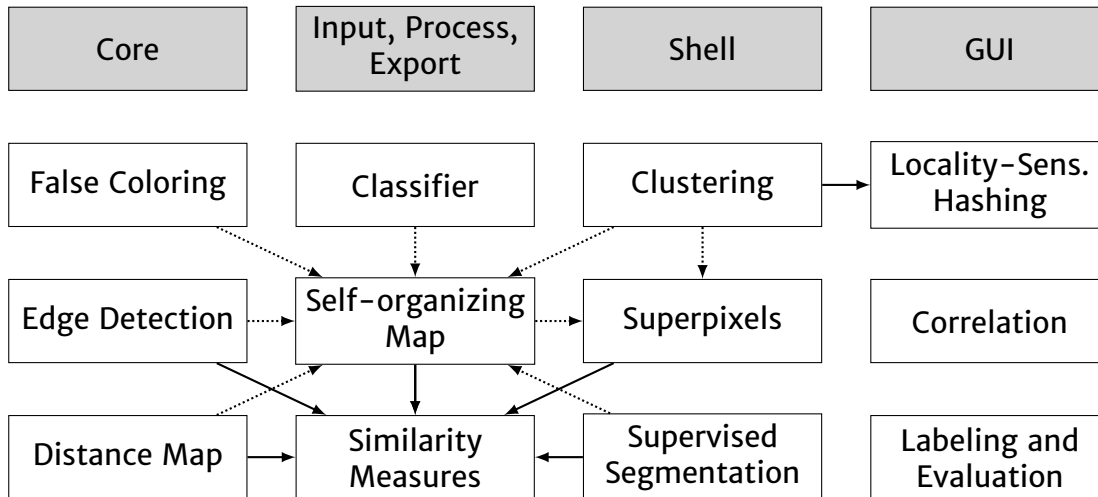 Core
Input, Process,
Export
Shell
GUI
False Coloring
Classifier
Clustering
Locality-Sens.
Hashing
Edge Detection
Self-organizing
Map
Superpixels
Correlation
Distance Map
Similarity
Measures
Supervised
Segmentation
Labeling and
Evaluation